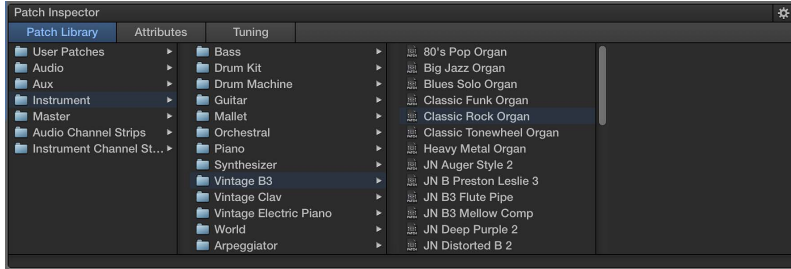 Patch Inspector
Patch Library Attributes Tuning
User Patches
Audio
Aux
Instrument
Master
Audio Channel Strips
Instrument Channel St...
Bass
Drum Kit
Drum Machine
Guitar
Mallet
Orchestral
Piano
Synthesizer
Vintage B3
Vintage Clav
Vintage Electric Piano
World
Arpeggiator
80's Pop Organ
Big Jazz Organ
Blues Solo Organ
Classic Funk Organ
Classic Rock Organ
Classic Tonewheel Organ
Heavy Metal Organ
JN Auger Style 2
JN B Preston Leslie 3
JN B3 Flute Pipe
JN B3 Mellow Comp
JN Deep Purple 2
JN Distorted B 2